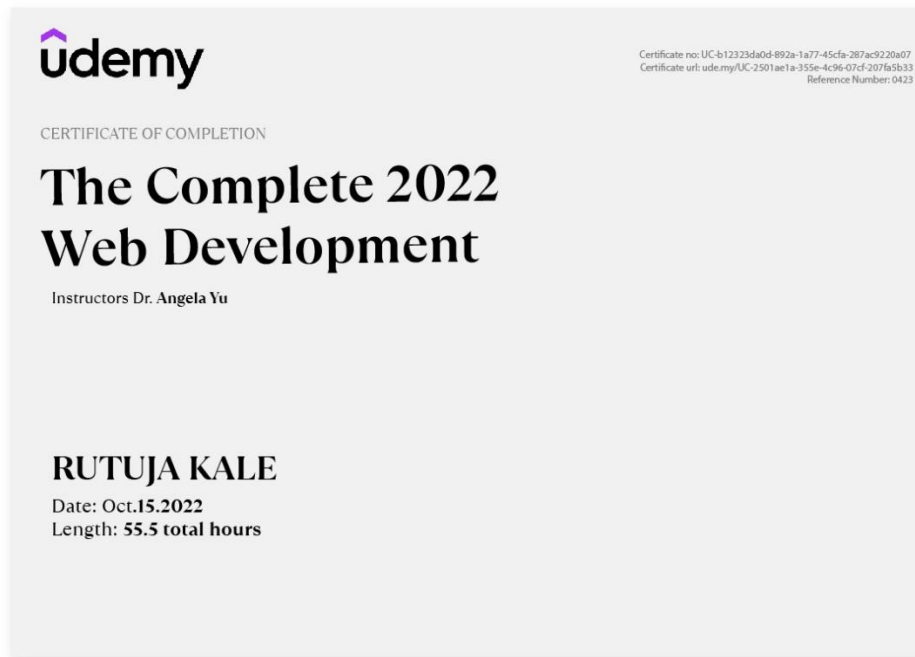 ûdemy
Certificate no: UC-b12323da0d-892a-1a77-45cfa-287ac9220a07
Certificate url: ude.my/UC-2501ae1a-355e-4c96-07cf-207fa5b33
Reference Number: 0423
CERTIFICATE OF COMPLETION
The Complete 2022
Web Development
Instructors Dr. Angela Yu
RUTUJA KALE
Date: Oct.15.2022
Length: 55.5 total hours